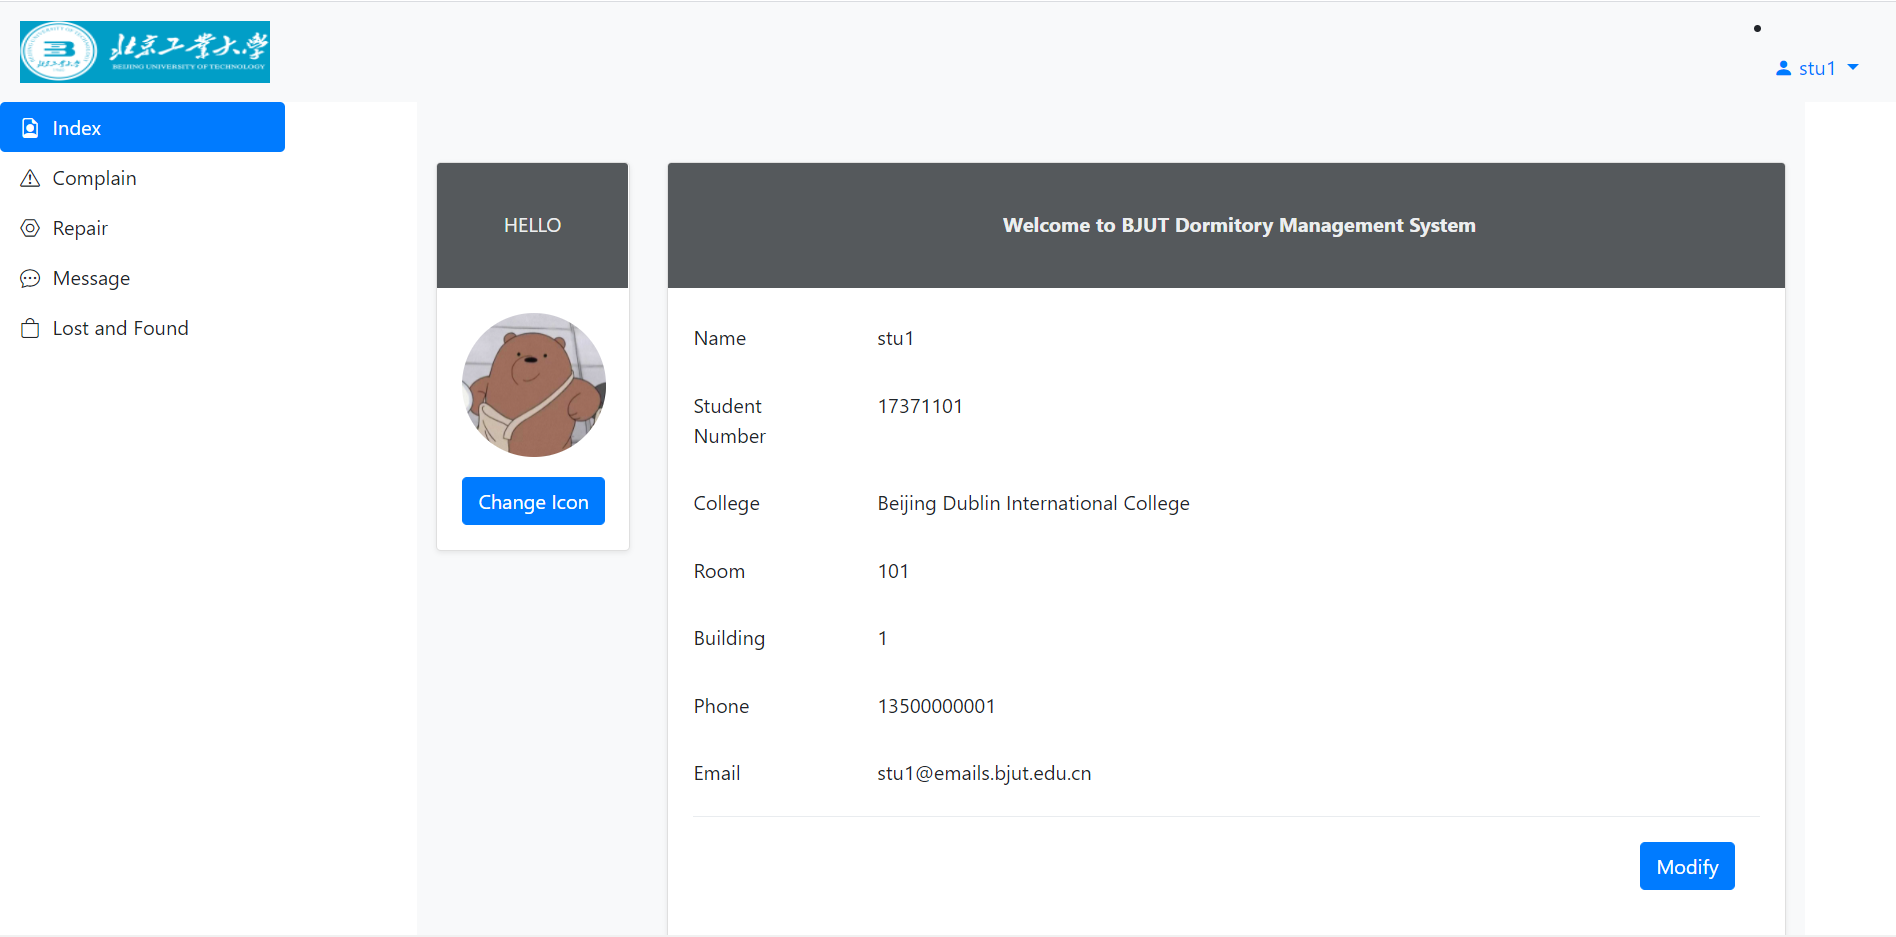 北京工业大学
BEIJING UNIVERSITY OF TECHNOLOGY
stu1
Index
Complain
Repair
Message
Lost and Found
HELLO
Change Icon
Welcome to BJUT Dormitory Management System
Name stu1
Student Number 17371101
College Beijing Dublin International College
Room 101
Building 1
Phone 13500000001
Email stu1@emails.bjut.edu.cn
Modify